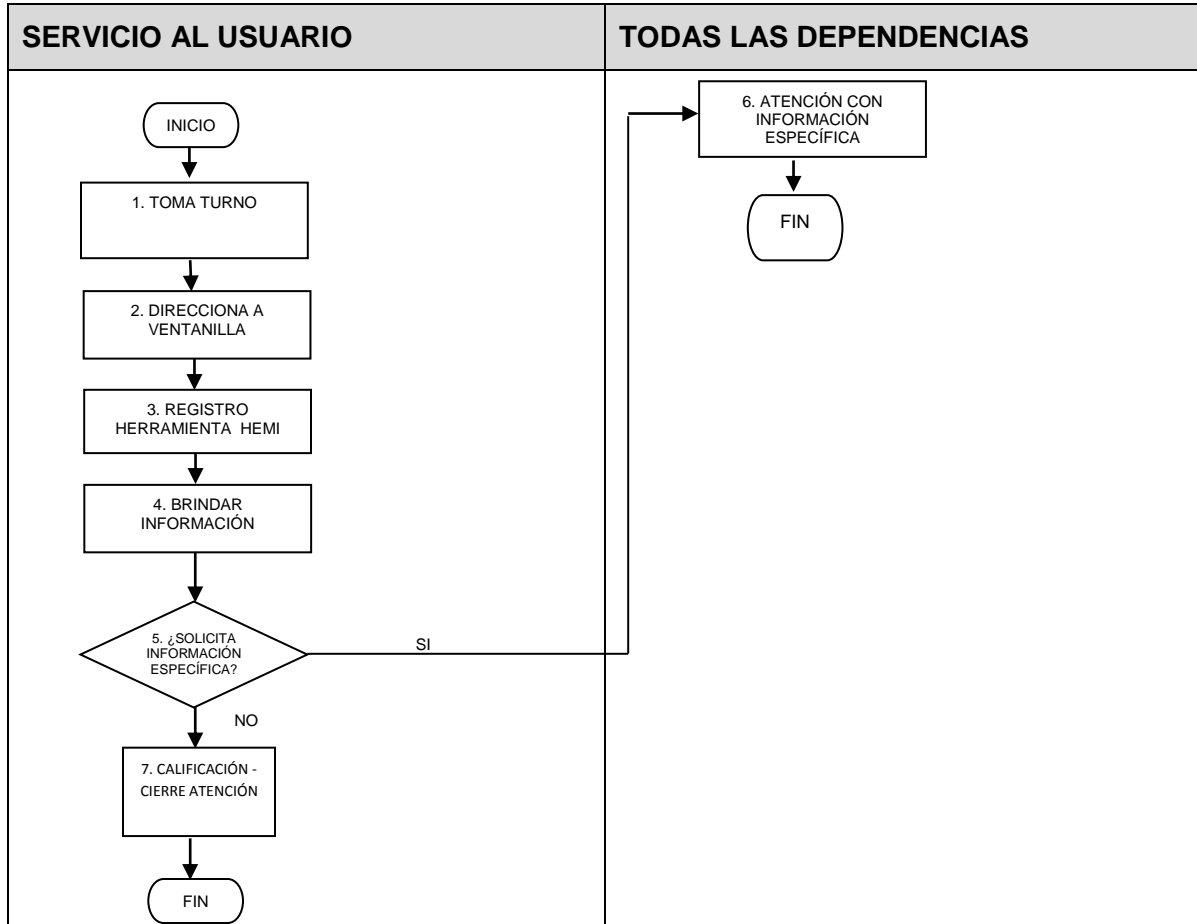 SERVICIO AL USUARIO
TODAS LAS DEPENDENCIAS
INICIO
1. TOMA TURNO
2. DIRECCIONA A
VENTANILLA
3. REGISTRO
HERRAMIENTA HEMI
4. BRINDAR
INFORMACIÓN
5. ¿SOLICITA
INFORMACIÓN
ESPECÍFICA?
SI
NO
7. CALIFICACIÓN -
CIERRE ATENCIÓN
FIN
6. ATENCIÓN CON
INFORMACIÓN
ESPECÍFICA
FIN